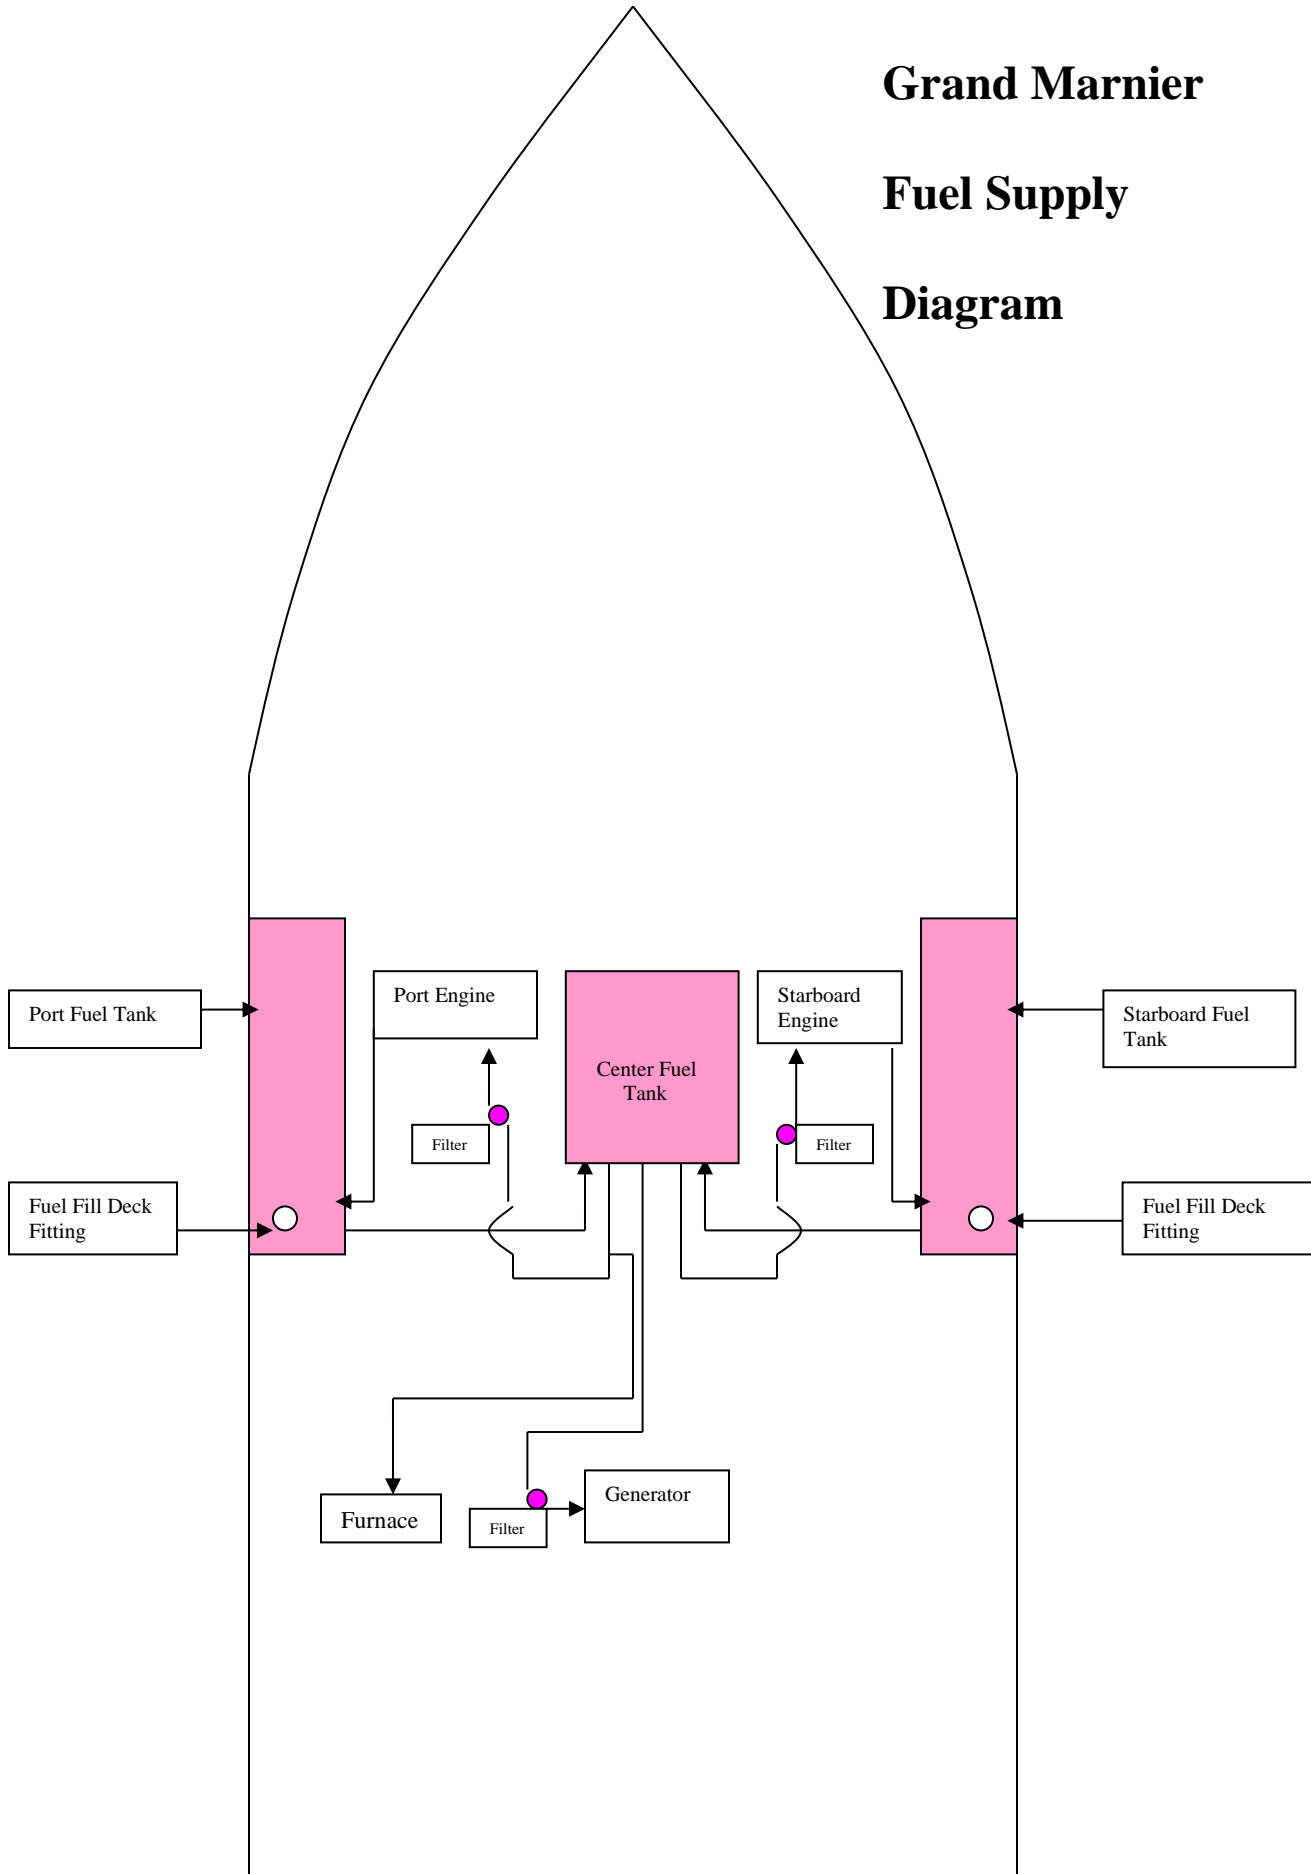 Grand Marnier
Fuel Supply
Diagram
Port Fuel Tank
Port Engine
Center Fuel
Tank
Starboard
Engine
Starboard Fuel
Tank
Filter
Filter
Fuel Fill Deck
Fitting
Fuel Fill Deck
Fitting
Furnace
Filter
Generator